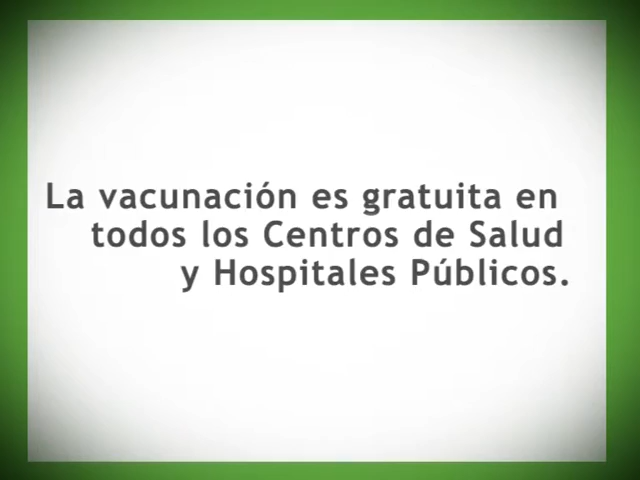 La vacunación es gratuita en
todos los Centros de Salud
y Hospitales Públicos.